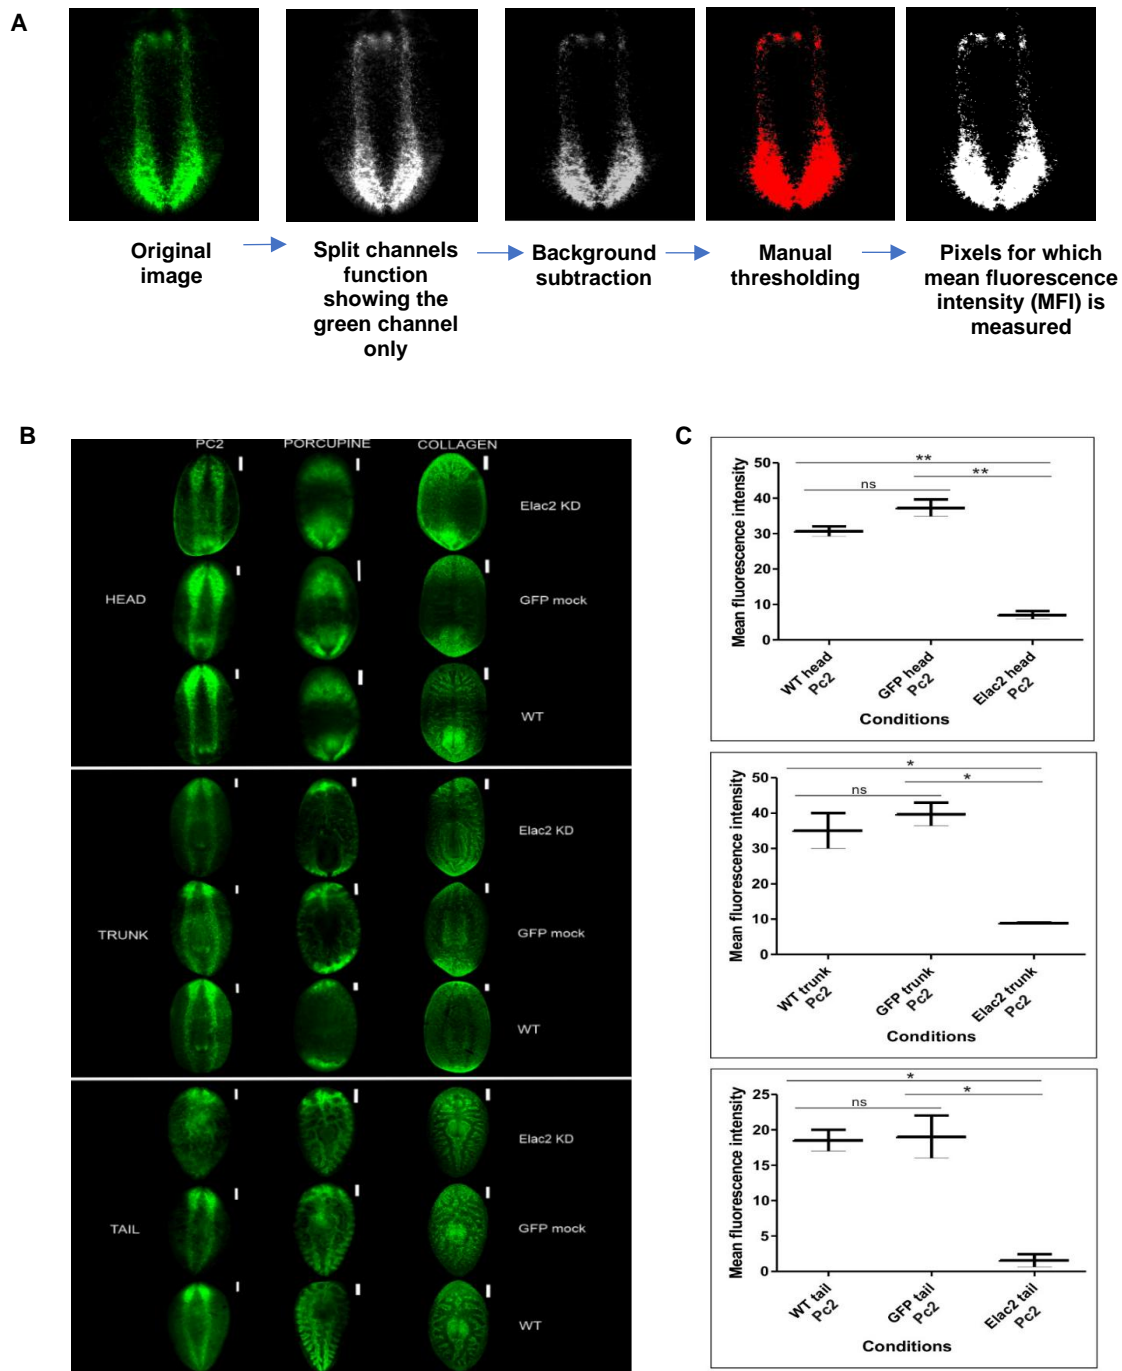 A
Original
image
Split channels
function
showing the
green channel
only
Background
subtraction
Manual
thresholding
Pixels for which
mean fluorescence
intensity (MFI) is
measured
B
PC2 PORCUPINE COLLAGEN
Elac2 KD
HEAD
GFP mock
WT
Elac2 KD
TRUNK
GFP mock
WT
Elac2 KD
TAIL
GFP mock
WT
C
Mean fluorescence intensity
50
40
30
20
10
0
**
**
ns
WT head
Pc2
GFP head
Pc2
Elac2 head
Pc2
Conditions
Mean fluorescence intensity
50
40
30
20
10
0
*
*
ns
WT trunk
Pc2
GFP trunk
Pc2
Elac2 trunk
Pc2
Conditions
Mean fluorescence intensity
25
20
15
10
5
0
*
*
ns
WT tail
Pc2
GFP tail
Pc2
Elac2 tail
Pc2
Conditions